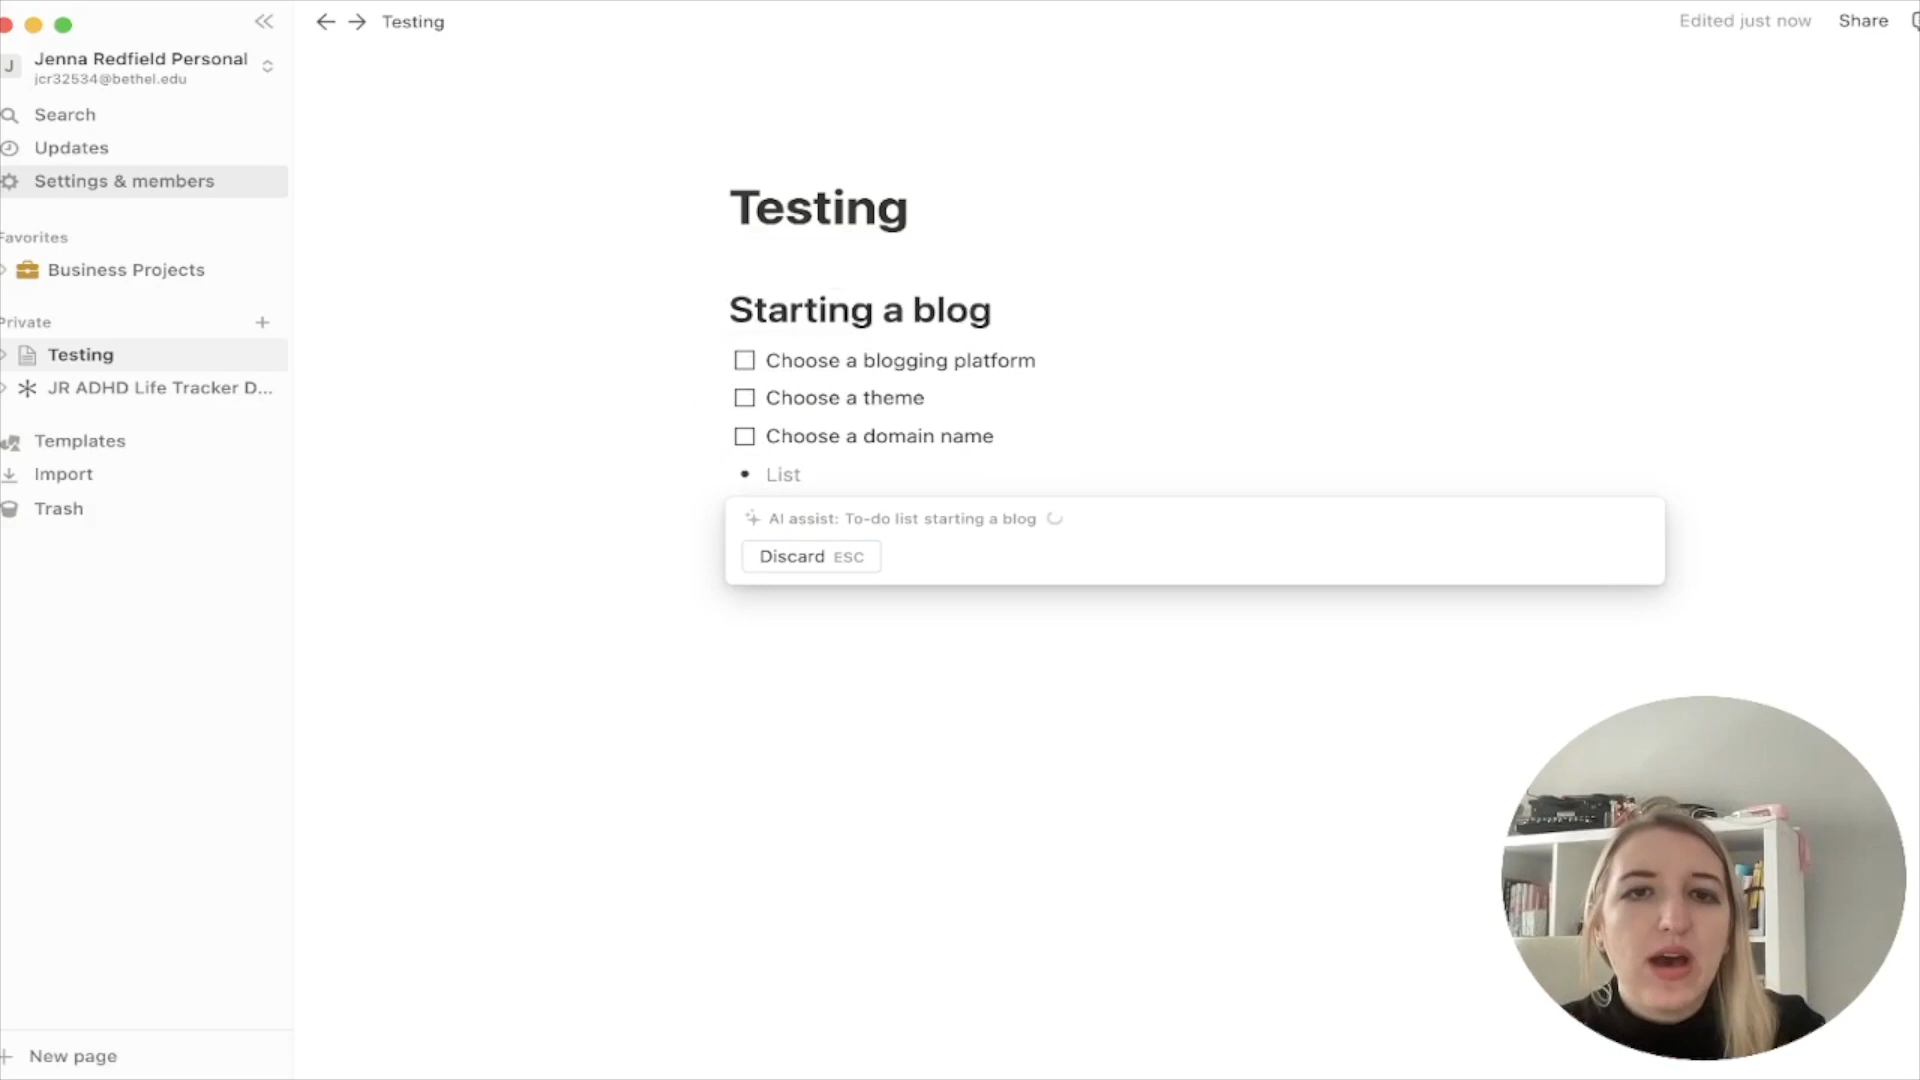 Testing
Edited just now
Share
J
Jenna Redfield Personal
jcr32534@bethel.edu
Search
Updates
Settings & members
Favorites
Business Projects
Private
Testing
JR ADHD Life Tracker D...
Templates
Import
Trash
New page
Testing
Starting a blog
Choose a blogging platform
Choose a theme
Choose a domain name
List
AI assist: To-do list starting a blog
Discard ESC